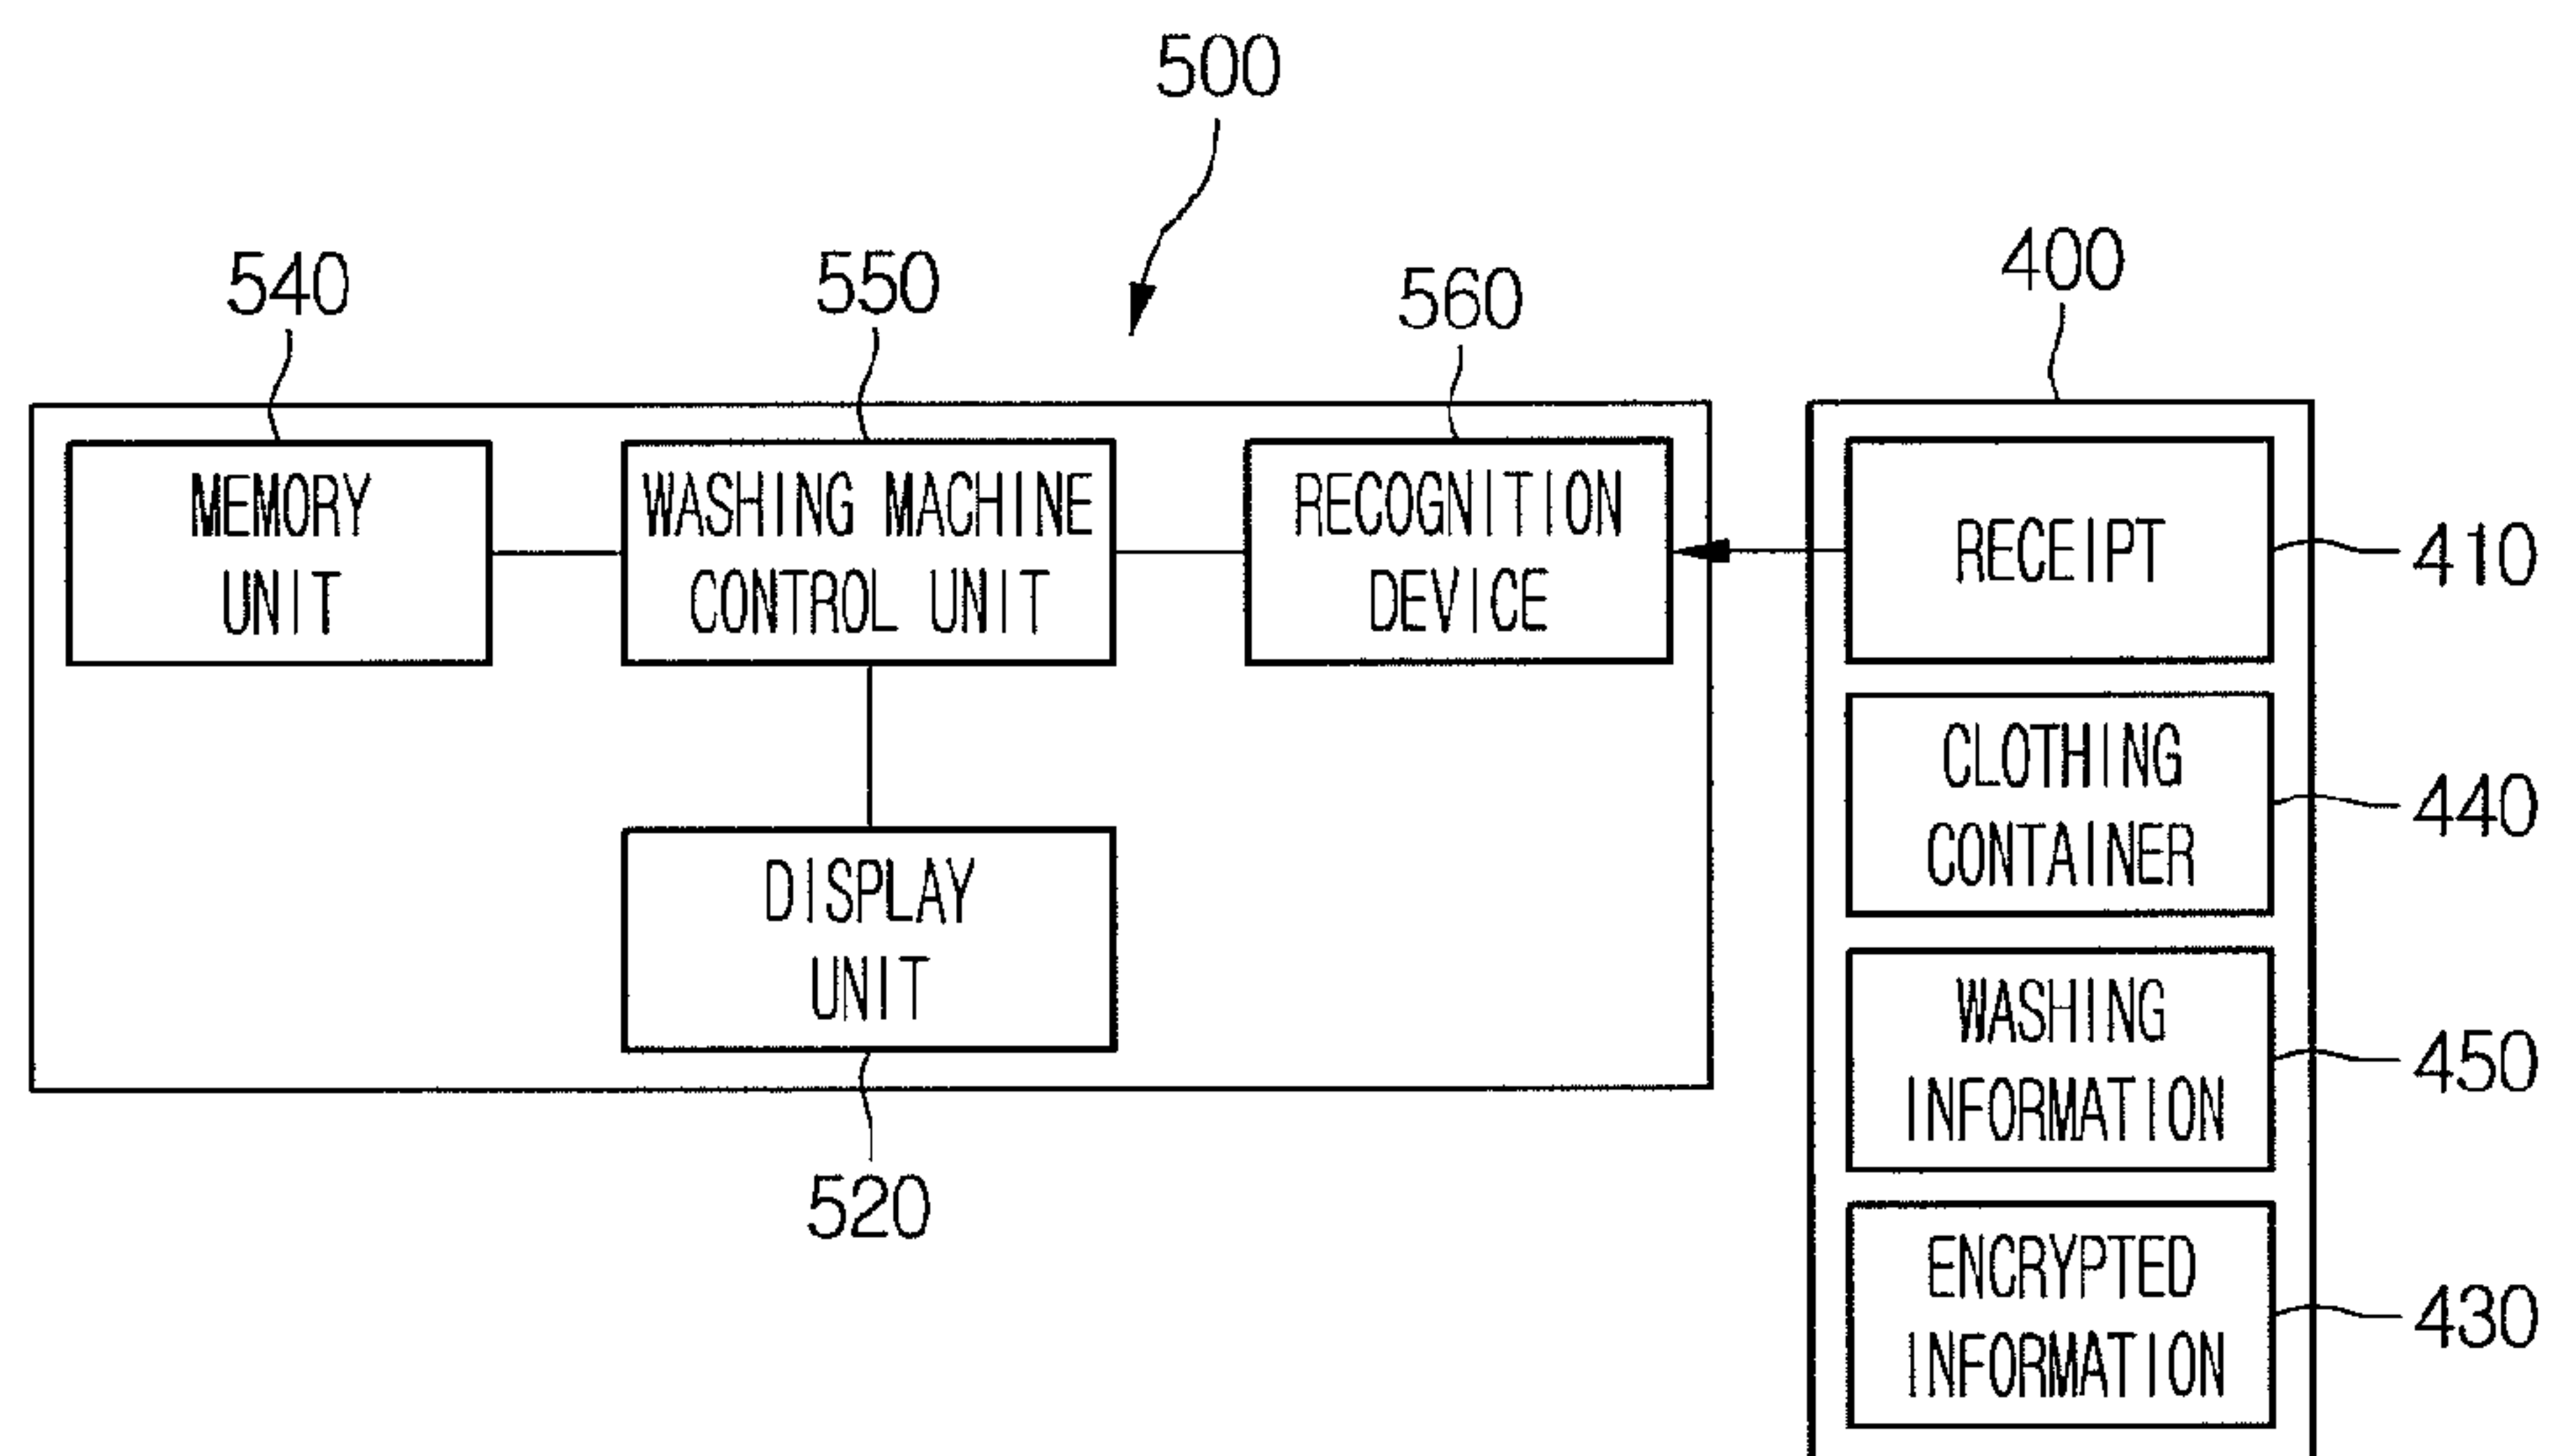 500
540
550
560
400
MEMORY
UNIT
WASHING MACHINE
CONTROL UNIT
RECOGNITION
DEVICE
RECEIPT
410
CLOTHING
CONTAINER
440
DISPLAY
UNIT
520
WASHING
INFORMATION
450
ENCRYPTED
INFORMATION
430